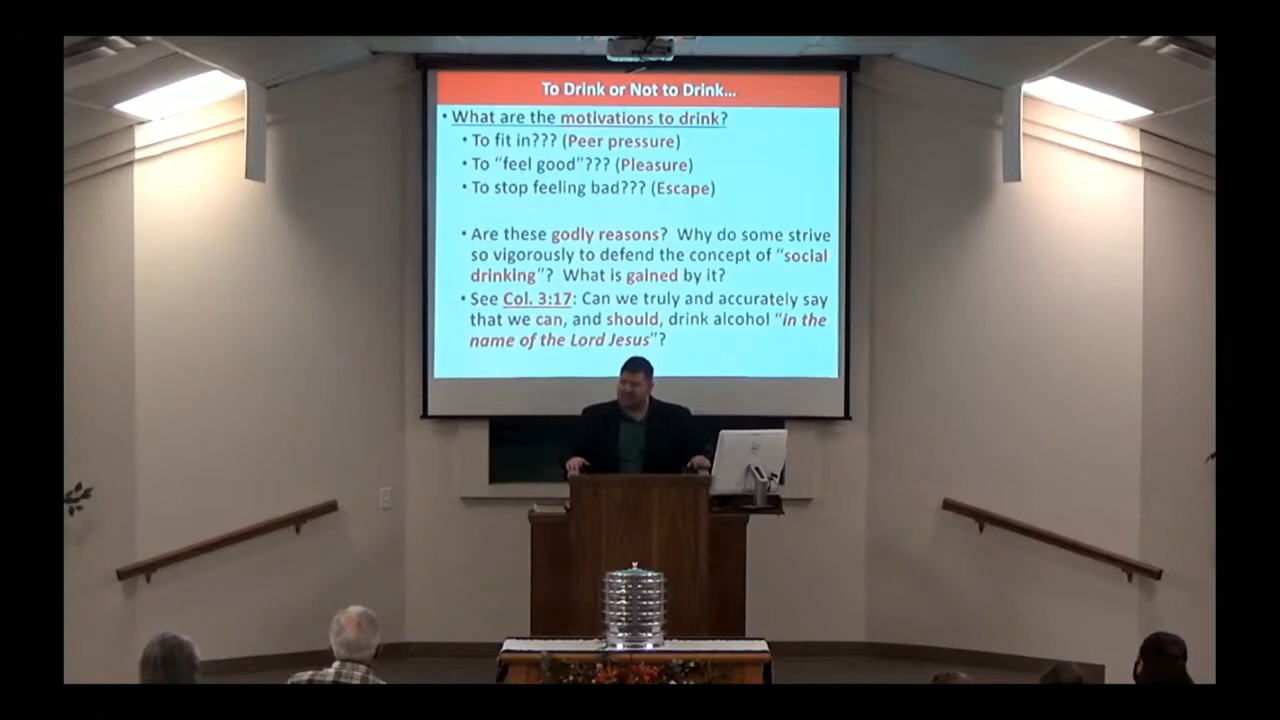 To Drink or Not to Drink...
• What are the motivations to drink?
• To fit in??? (Peer pressure)
• To “feel good”??? (Pleasure)
• To stop feeling bad??? (Escape)
• Are these godly reasons? Why do some strive
so vigorously to defend the concept of “social
drinking”? What is gained by it?
• See Col. 3:17: Can we truly and accurately say
that we can, and should, drink alcohol “in the
name of the Lord Jesus”?